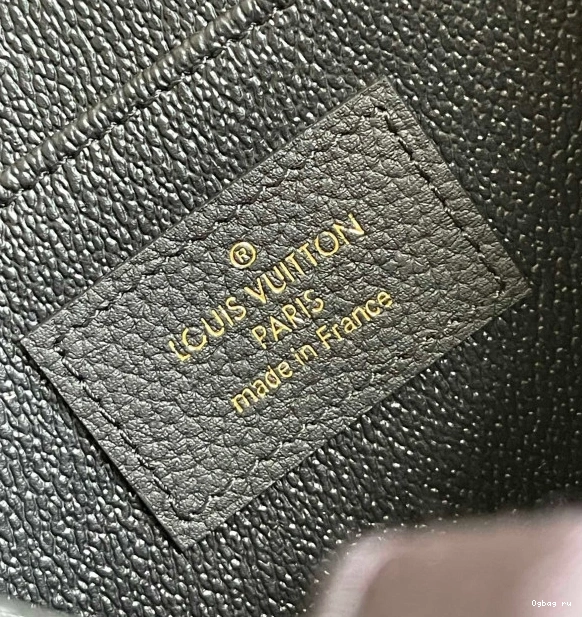 ®
LOUIS VUITTON
PARIS
made in France
Ogbag ru